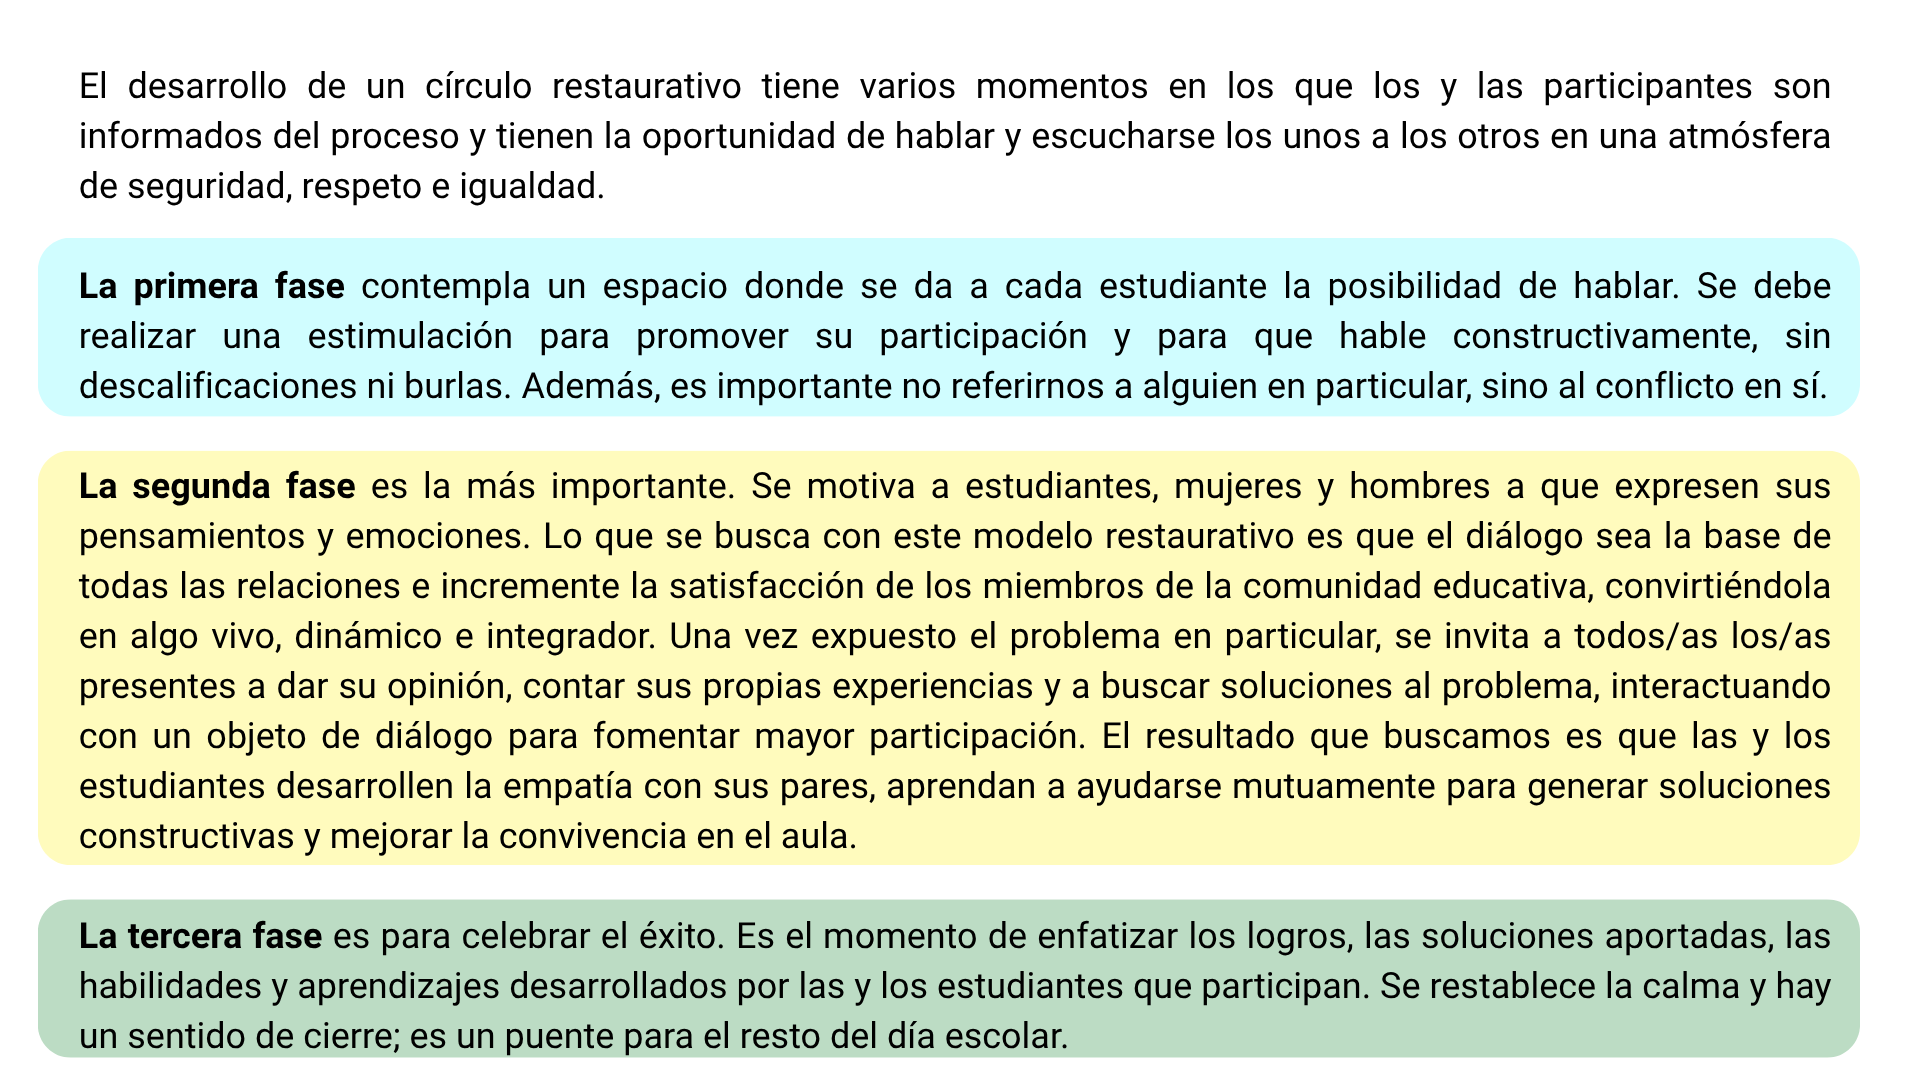 El desarrollo de un círculo restaurativo tiene varios momentos en los que los y las participantes son
informados del proceso y tienen la oportunidad de hablar y escucharse los unos a los otros en una atmósfera
de seguridad, respeto e igualdad.
La primera fase contempla un espacio donde se da a cada estudiante la posibilidad de hablar. Se debe
realizar una estimulación para promover su participación y para que hable constructivamente, sin
descalificaciones ni burlas. Además, es importante no referirnos a alguien en particular, sino al conflicto en sí.
La segunda fase es la más importante. Se motiva a estudiantes, mujeres y hombres a que expresen sus
pensamientos y emociones. Lo que se busca con este modelo restaurativo es que el diálogo sea la base de
todas las relaciones e incremente la satisfacción de los miembros de la comunidad educativa, convirtiéndola
en algo vivo, dinámico e integrador. Una vez expuesto el problema en particular, se invita a todos/as los/as
presentes a dar su opinión, contar sus propias experiencias y a buscar soluciones al problema, interactuando
con un objeto de diálogo para fomentar mayor participación. El resultado que buscamos es que las y los
estudiantes desarrollen la empatía con sus pares, aprendan a ayudarse mutuamente para generar soluciones
constructivas y mejorar la convivencia en el aula.
La tercera fase es para celebrar el éxito. Es el momento de enfatizar los logros, las soluciones aportadas, las
habilidades y aprendizajes desarrollados por las y los estudiantes que participan. Se restablece la calma y hay
un sentido de cierre; es un puente para el resto del día escolar.